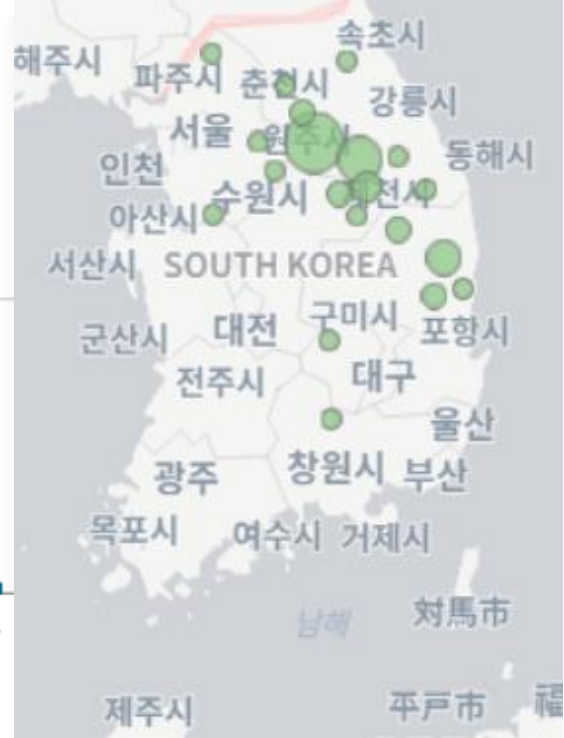 속초시
해주시
파주시
춘천시
강릉시
서울
원주시
동해시
인천
수원시
아산시
서산시
SOUTH KOREA
구미시
대전
포항시
군산시
전주시
대구
울산
창원시
부산
광주
목포시
여수시
거제시
対馬市
남해
제주시
平戸市
福